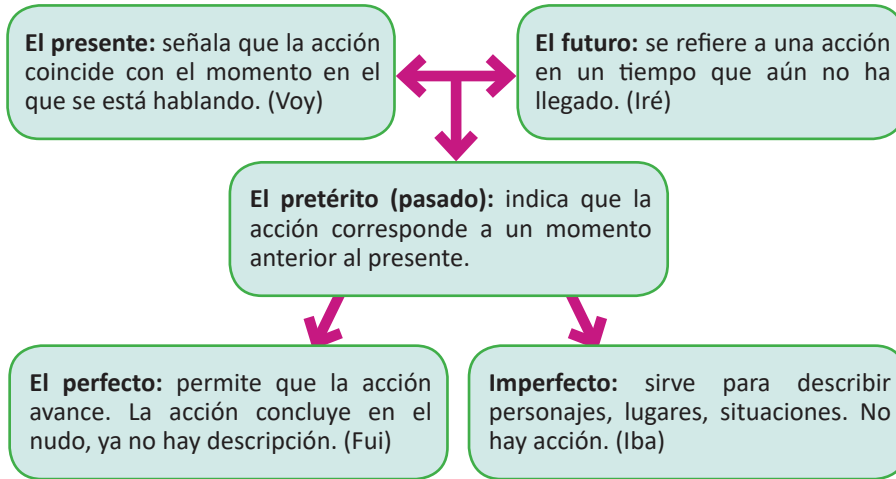 El presente: señala que la acción
coincide con el momento en el
que se está hablando. (Voy)
El futuro: se refiere a una acción
en un tiempo que aún no ha
llegado. (Iré)
El pretérito (pasado): indica que la
acción corresponde a un momento
anterior al presente.
El perfecto: permite que la acción
avance. La acción concluye en el
nudo, ya no hay descripción. (Fui)
Imperfecto: sirve para describir
personajes, lugares, situaciones. No
hay acción. (Iba)